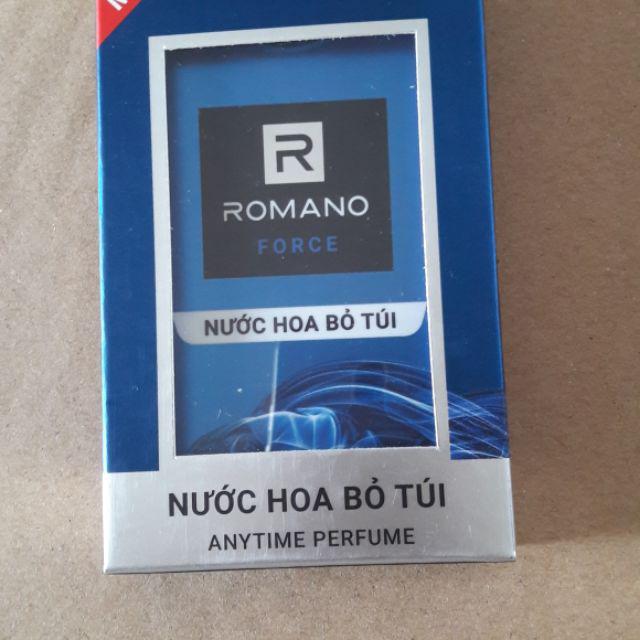 R
ROMANO
FORCE
NƯỚC HOA BỎ TÚI
NƯỚC HOA BỎ TÚI
ANYTIME PERFUME